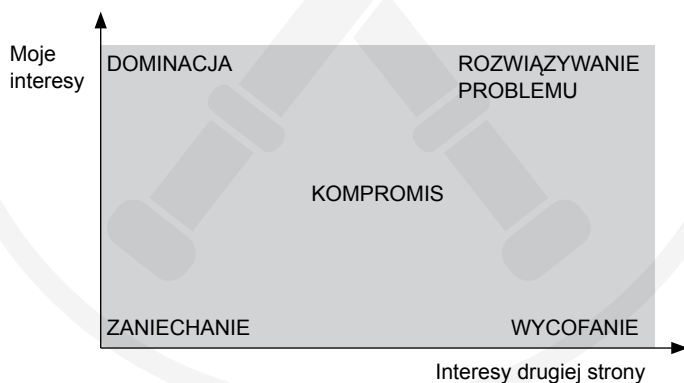 Moje
interesy
DOMINACJA
ROZWIĄZYWANIE
PROBLEMU
KOMPROMIS
ZANIECHANIE
WYCOFANIE
Interesy drugiej strony